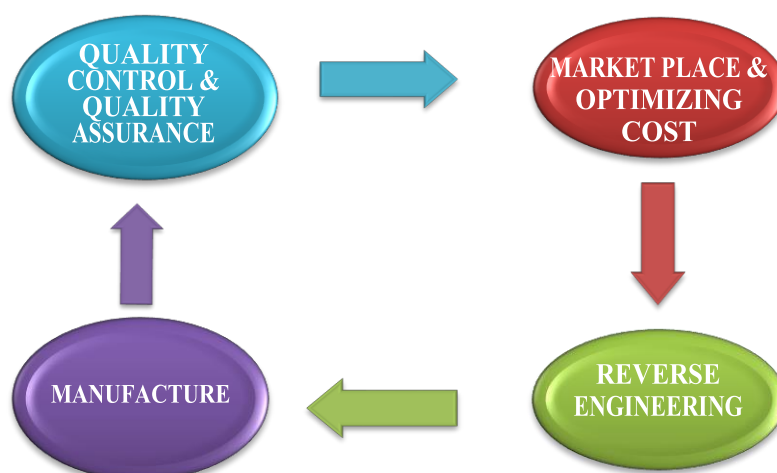 QUALITY
CONTROL &
QUALITY
ASSURANCE
MARKET PLACE &
OPTIMIZING
COST
REVERSE
ENGINEERING
MANUFACTURE